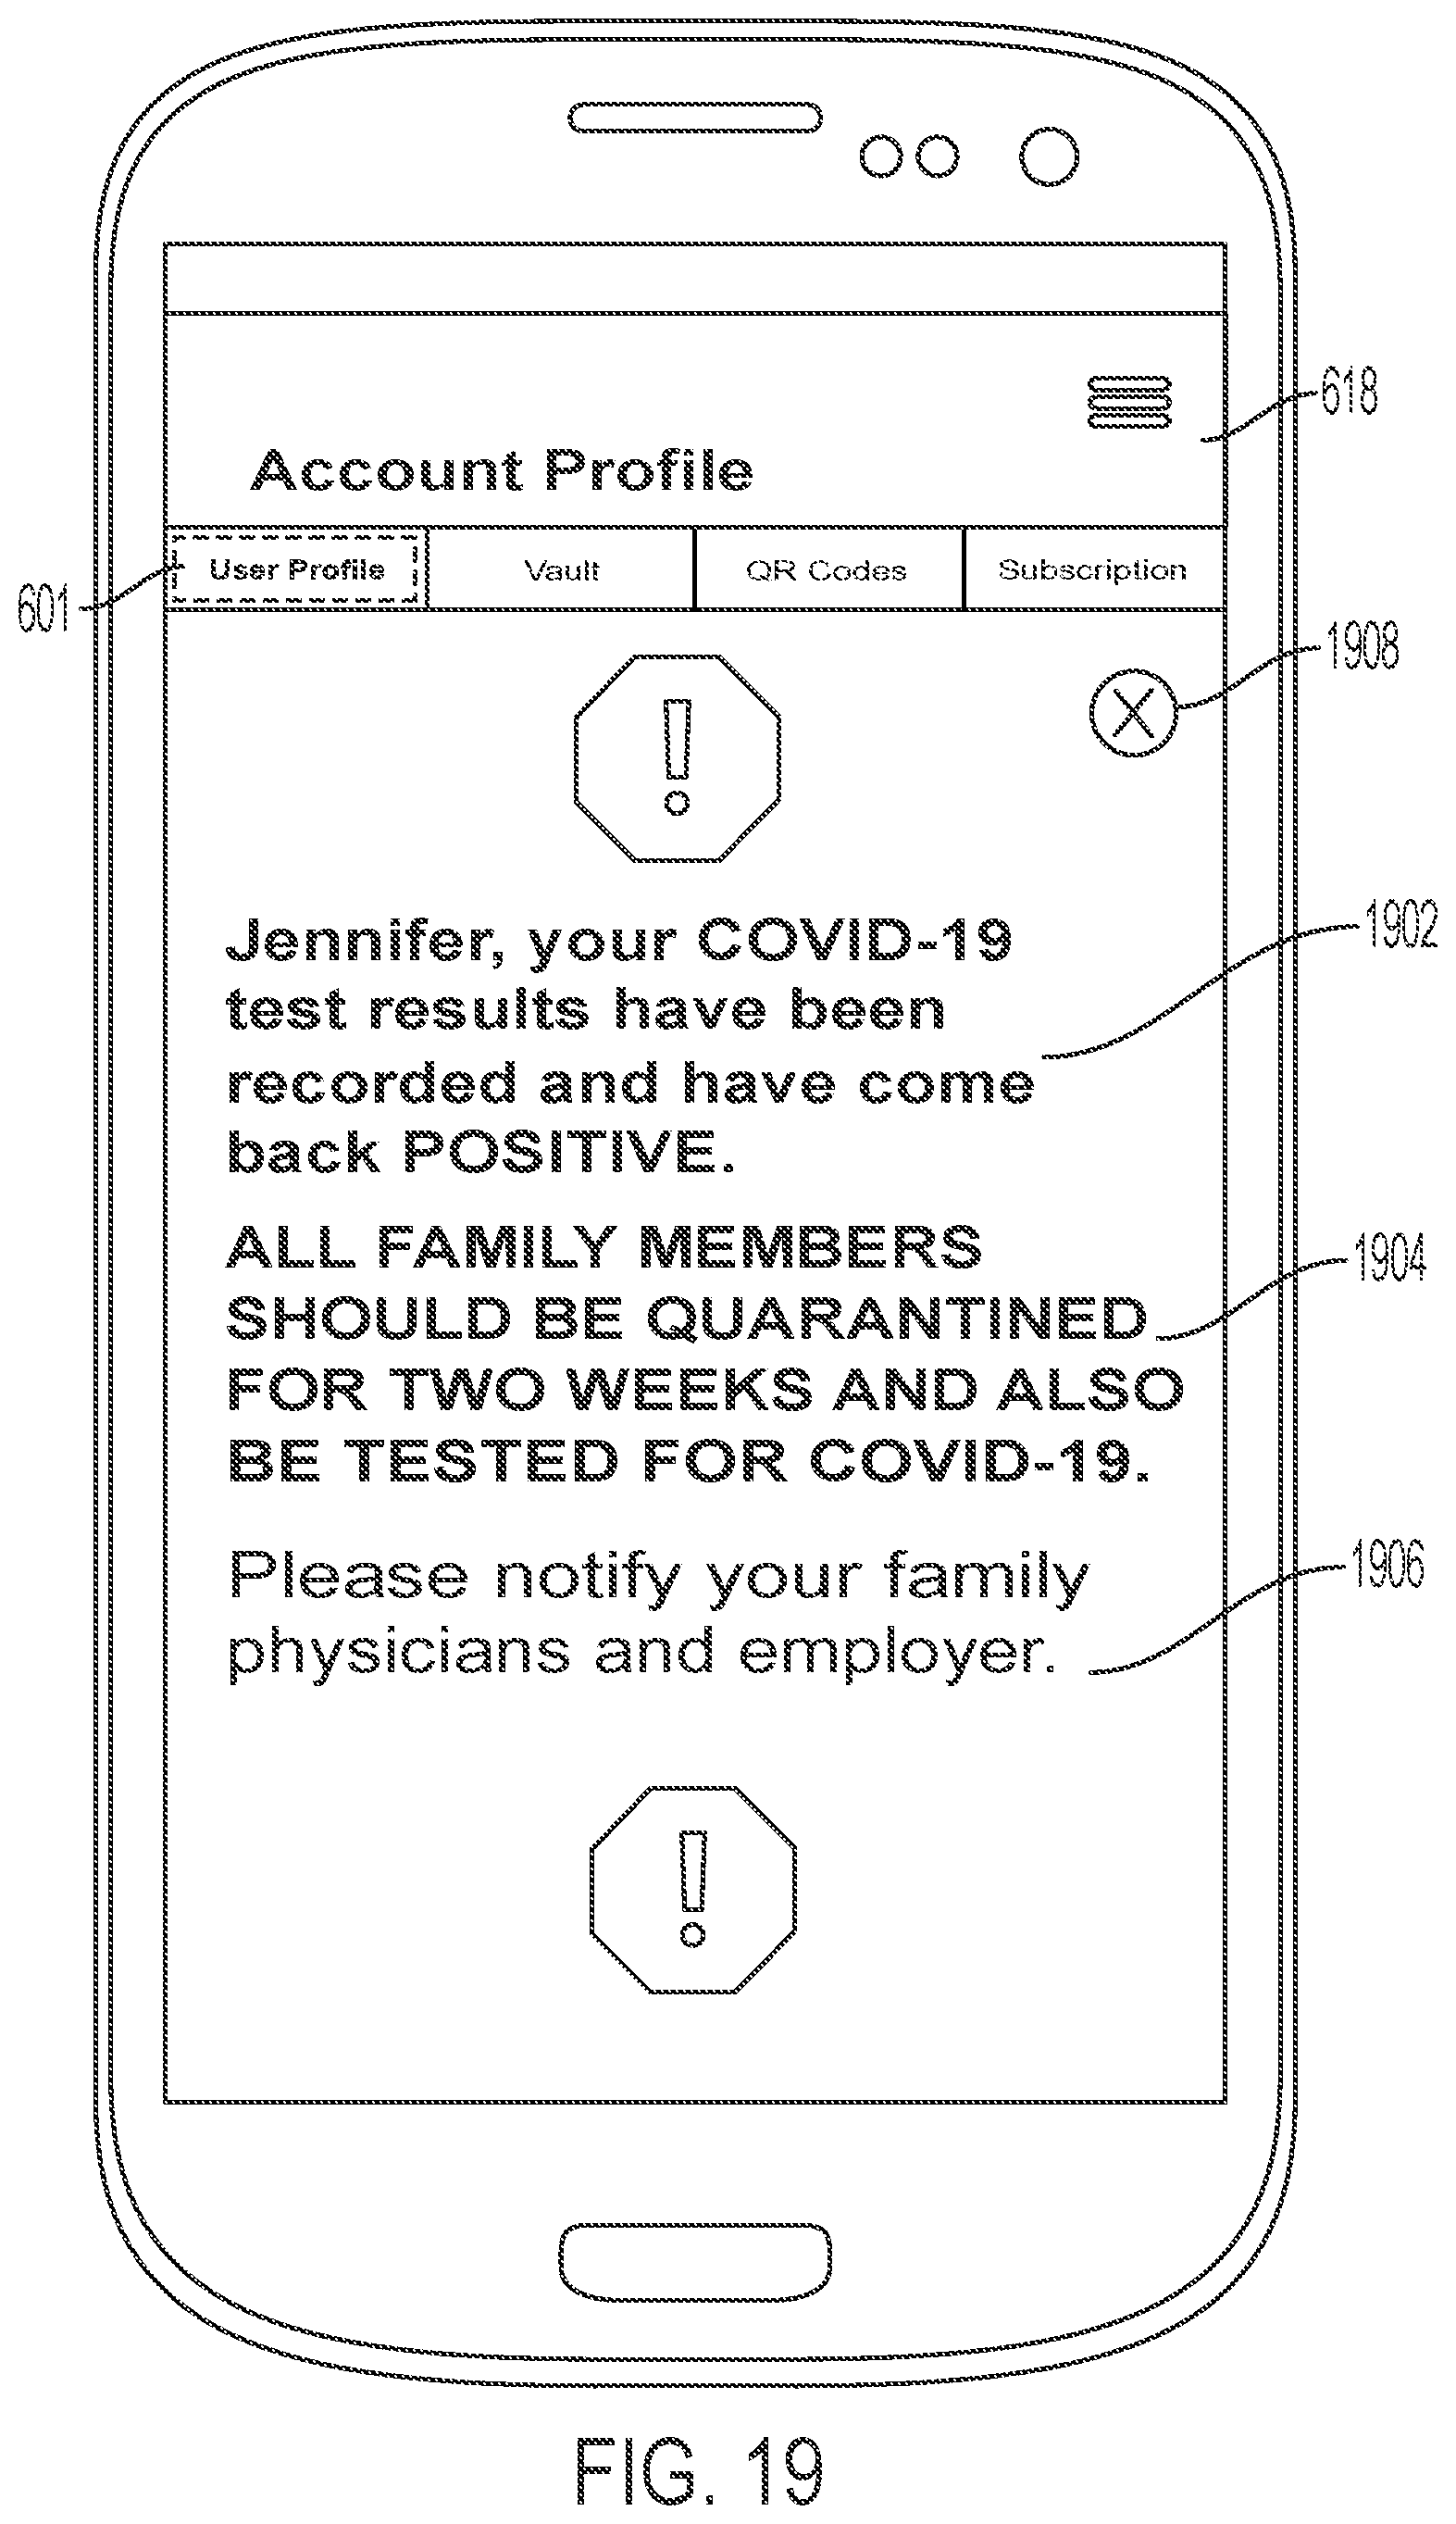 618
Account Profile
User Profile Vault QR Codes Subscription
601
1908
Jennifer, your COVID-19
test results have been
recorded and have come
back POSITIVE.
1902
ALL FAMILY MEMBERS
SHOULD BE QUARANTINED
FOR TWO WEEKS AND ALSO
BE TESTED FOR COVID-19.
1904
Please notify your family
physicians and employer.
1906
FIG. 19